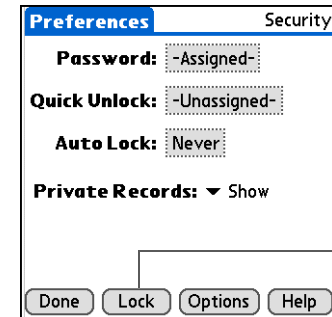 Preferences Security
Password: -Assigned-
Quick Unlock: -Unassigned-
Auto Lock: Never
Private Records: Show
Done Lock Options Help